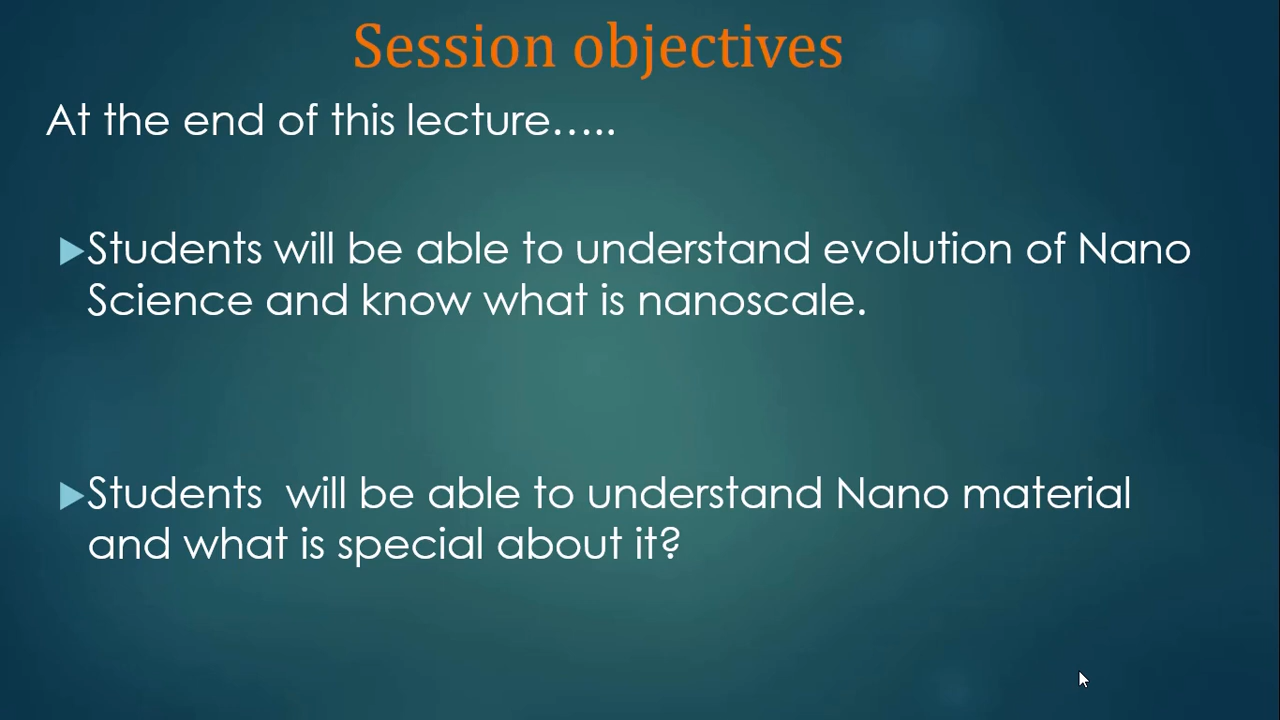 Session objectives
At the end of this lecture…..
Students will be able to understand evolution of Nano
Science and know what is nanoscale.
Students  will be able to understand Nano material
and what is special about it?